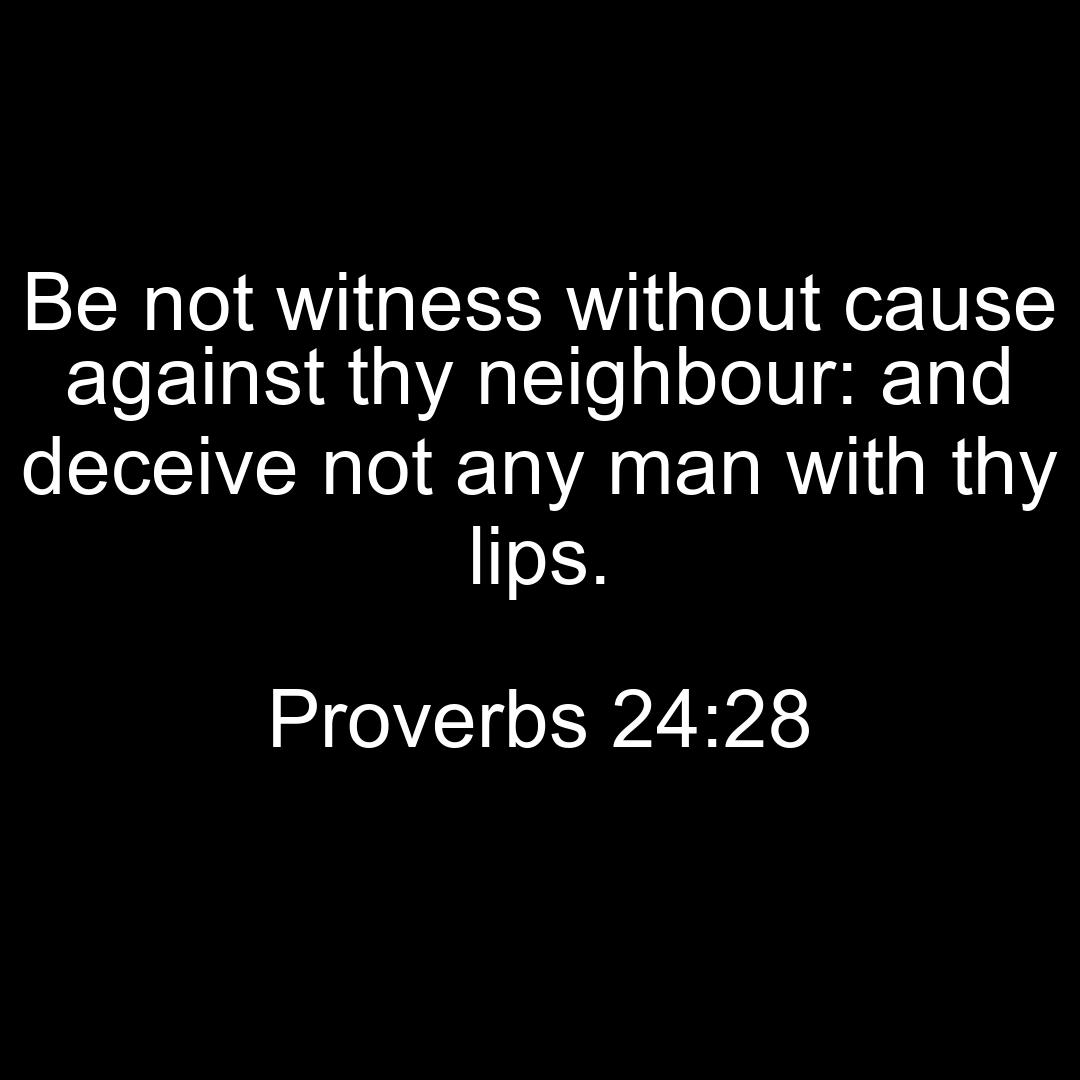 Be not witness without cause
against thy neighbour: and
deceive not any man with thy
lips.
Proverbs 24:28